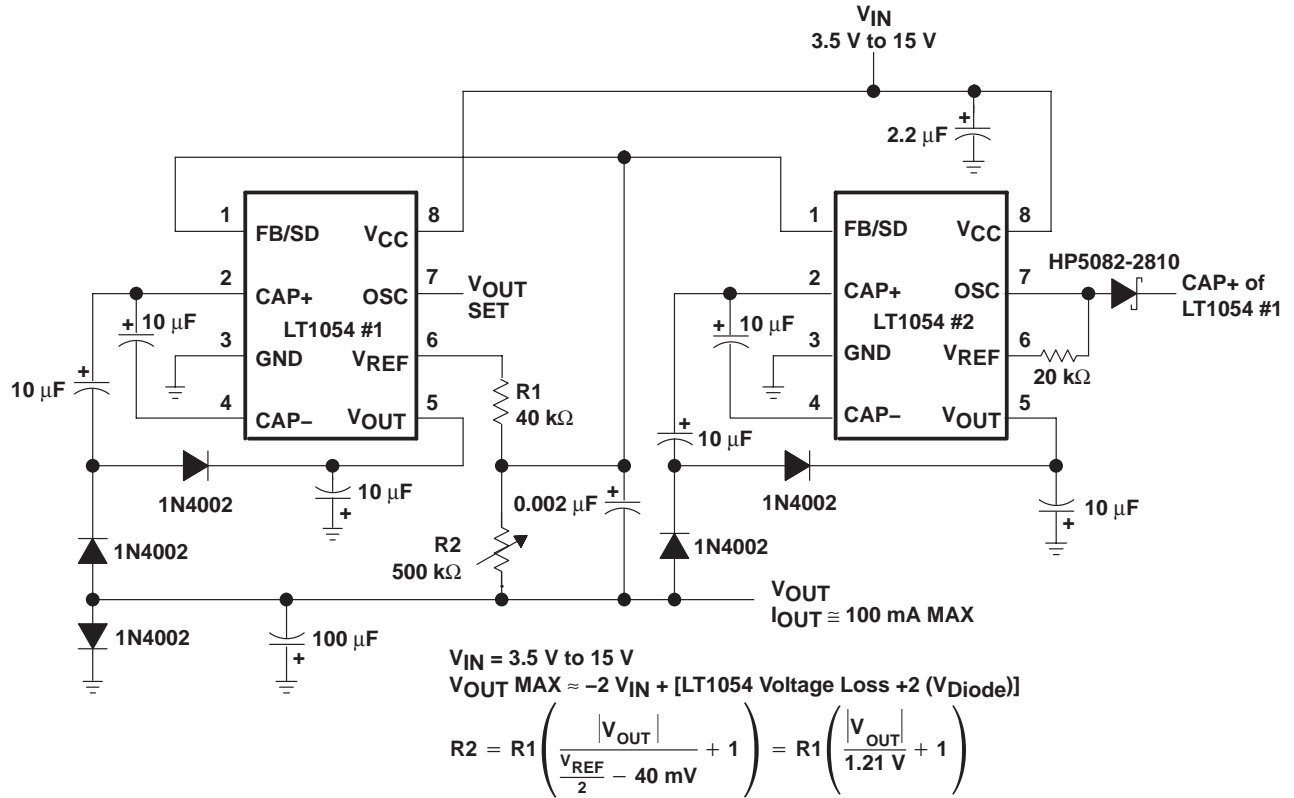 VIN
3.5 V to 15 V
2.2 μF
+
LT1054 #1
1
FB/SD
VCC
8
2
CAP+
OSC
7
VOUT
SET
3
GND
VREF
6
4
CAP–
VOUT
5
10 μF
+
10 μF
+
R1
40 kΩ
1N4002
10 μF
+
0.002 μF
+
R2
500 kΩ
1N4002
1N4002
100 μF
+
LT1054 #2
1
FB/SD
VCC
8
2
CAP+
OSC
7
HP5082-2810
CAP+ of
LT1054 #1
3
GND
VREF
6
20 kΩ
4
CAP–
VOUT
5
+
10 μF
+
10 μF
1N4002
10 μF
+
1N4002
VOUT
IOUT ≅ 100 mA MAX
VIN = 3.5 V to 15 V
VOUT MAX ≈ –2 VIN + [LT1054 Voltage Loss +2 (VDiode)]
R2 = R1 ( |VOUT| / (VREF/2 – 40 mV) + 1 ) = R1 ( |VOUT| / 1.21 V + 1 )